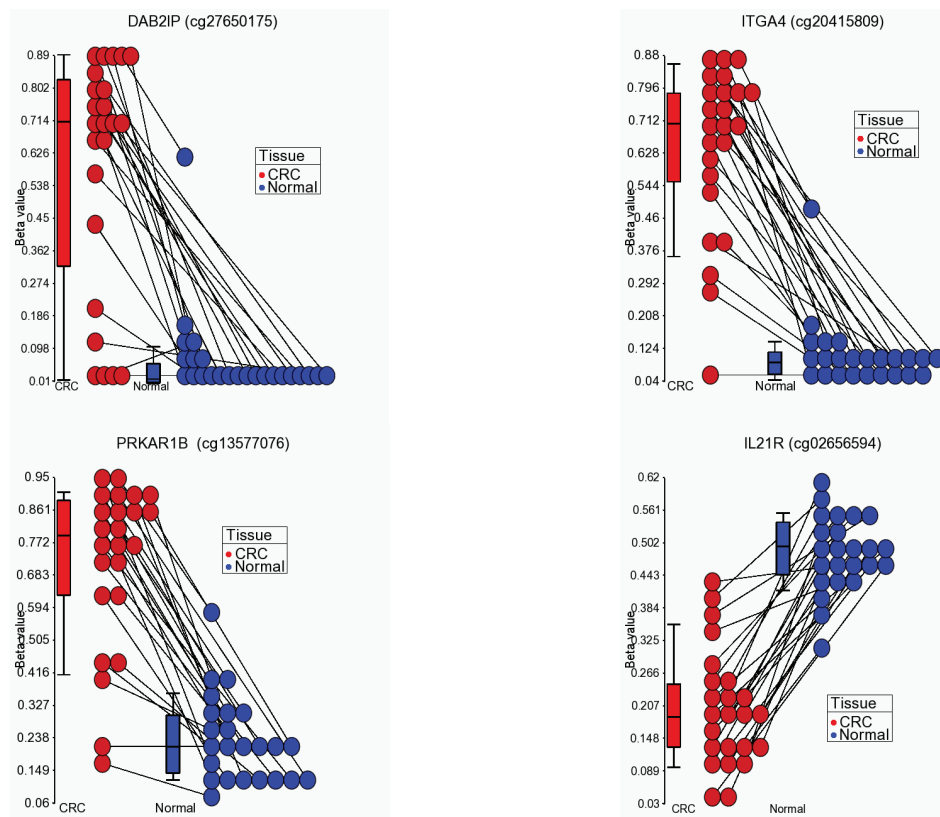 DAB2IP (cg27650175)
0.89
0.802
0.714
0.626
0.538
0.45
0.362
0.274
0.186
0.098
0.01
Beta value
CRC
Normal
Tissue
CRC
Normal
ITGA4 (cg20415809)
0.88
0.796
0.712
0.628
0.544
0.46
0.376
0.292
0.208
0.124
0.04
Beta value
CRC
Normal
Tissue
CRC
Normal
PRKAR1B (cg13577076)
0.95
0.861
0.772
0.683
0.594
0.505
0.416
0.327
0.238
0.149
0.06
Beta value
CRC
Normal
Tissue
CRC
Normal
IL21R (cg02656594)
0.62
0.561
0.502
0.443
0.384
0.325
0.266
0.207
0.148
0.089
0.03
Beta value
CRC
Normal
Tissue
CRC
Normal